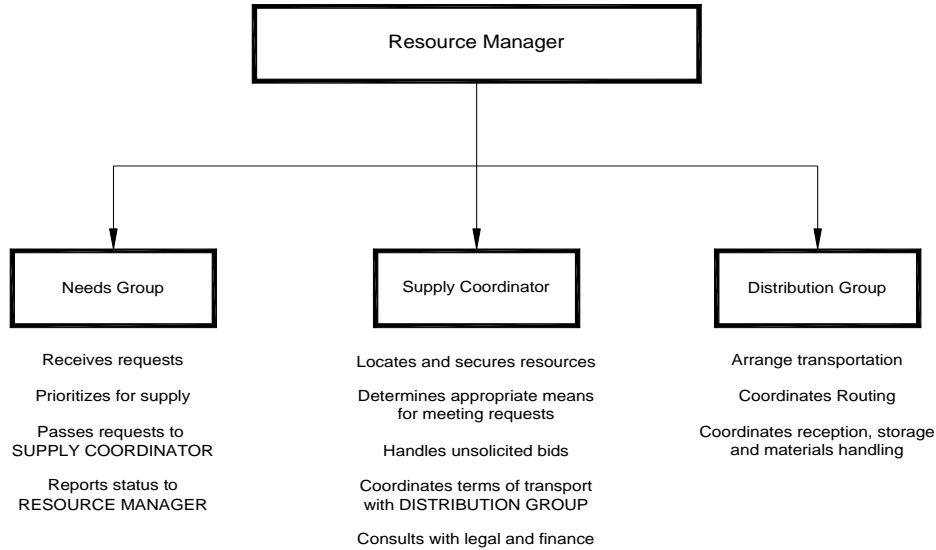 Resource Manager
Needs Group
Supply Coordinator
Distribution Group
Receives requests
Prioritizes for supply
Passes requests to
SUPPLY COORDINATOR
Reports status to
RESOURCE MANAGER
Locates and secures resources
Determines appropriate means
for meeting requests
Handles unsolicited bids
Coordinates terms of transport
with DISTRIBUTION GROUP
Consults with legal and finance
Arrange transportation
Coordinates Routing
Coordinates reception, storage
and materials handling